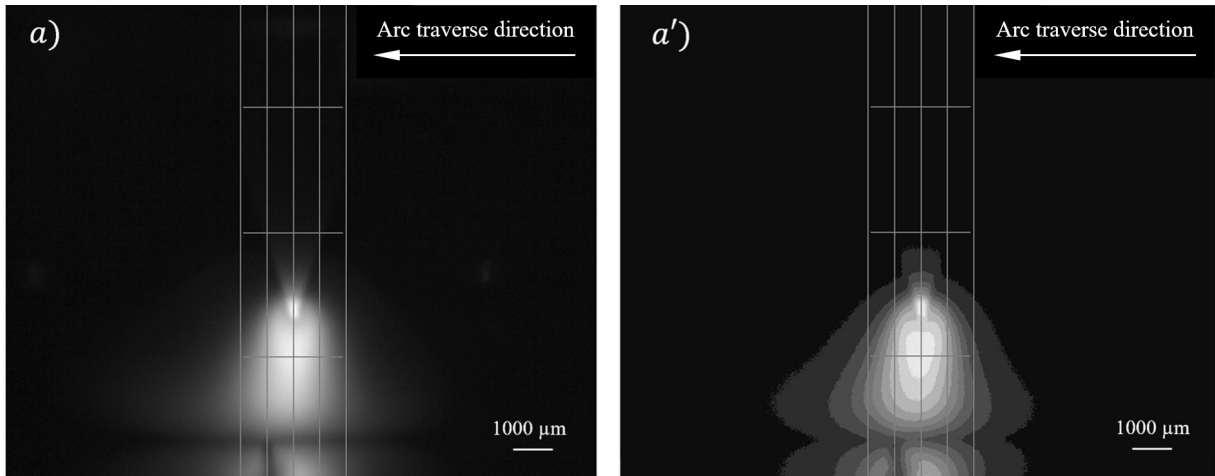 a)
Arc traverse direction
1000 µm
a′)
Arc traverse direction
1000 µm